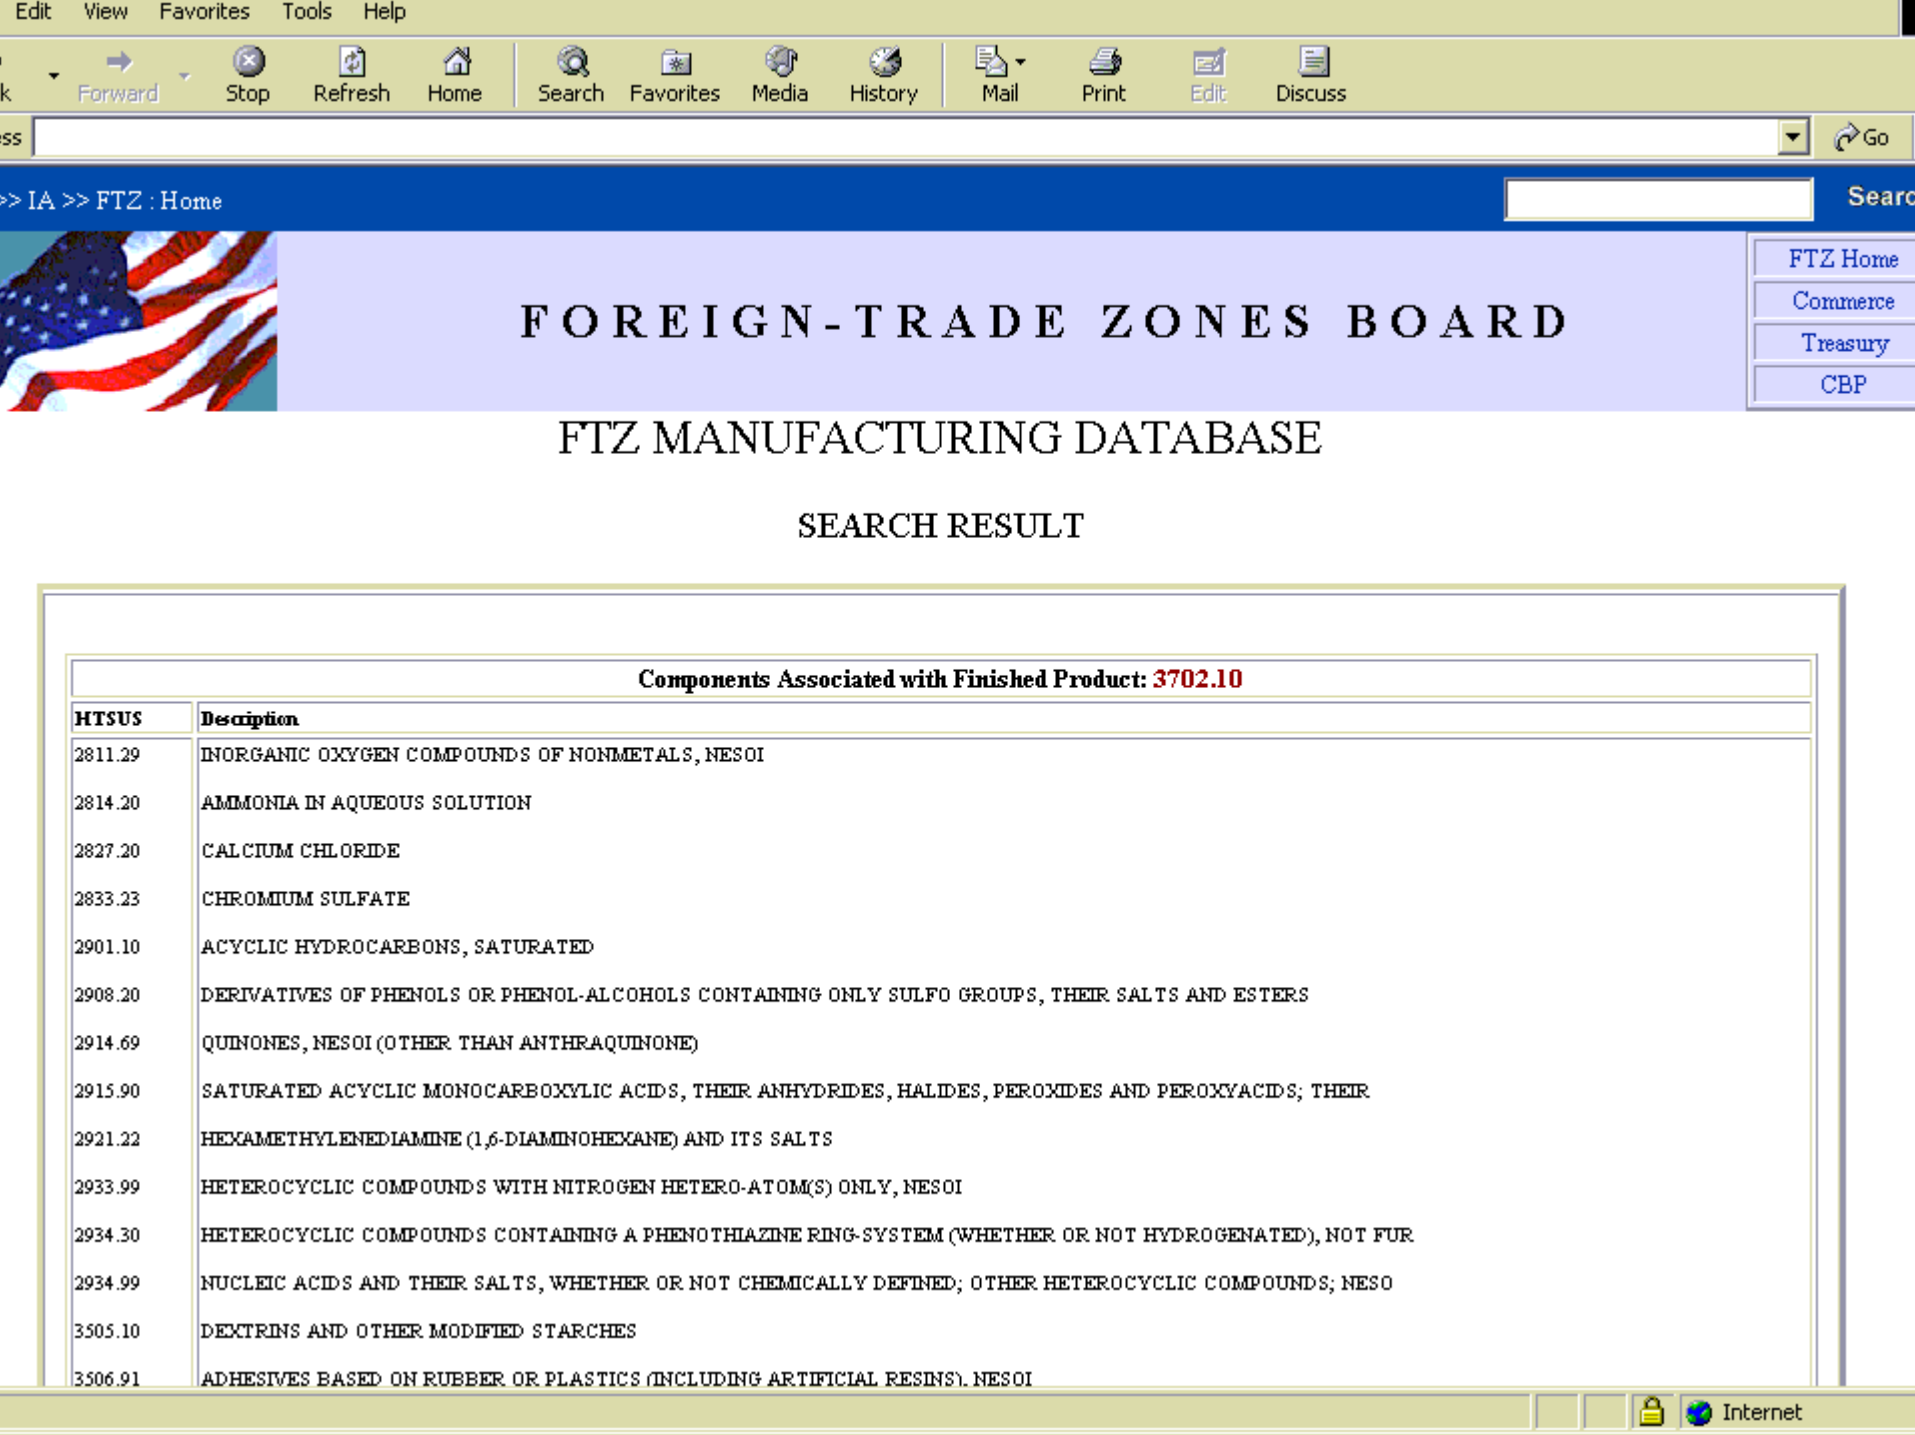 Edit View Favorites Tools Help
k Forward Stop Refresh Home Search Favorites Media History Mail Print Edit Discuss
ess Go
>> IA >> FTZ : Home Searc
FTZ Home
Commerce
FOREIGN-TRADE ZONES BOARD
Treasury
CBP
FTZ MANUFACTURING DATABASE
SEARCH RESULT
Components Associated with Finished Product: 3702.10
HTSUS Description
2811.29 INORGANIC OXYGEN COMPOUNDS OF NONMETALS, NESOI
2814.20 AMMONIA IN AQUEOUS SOLUTION
2827.20 CALCIUM CHLORIDE
2833.23 CHROMIUM SULFATE
2901.10 ACYCLIC HYDROCARBONS, SATURATED
2908.20 DERIVATIVES OF PHENOLS OR PHENOL-ALCOHOLS CONTAINING ONLY SULFO GROUPS, THEIR SALTS AND ESTERS
2914.69 QUINONES, NESOI (OTHER THAN ANTHRAQUINONE)
2915.90 SATURATED ACYCLIC MONOCARBOXYLIC ACIDS, THEIR ANHYDRIDES, HALIDES, PEROXIDES AND PEROXYACIDS; THEIR
2921.22 HEXAMETHYLENEDIAMINE (1,6-DIAMINOHEXANE) AND ITS SALTS
2933.99 HETEROCYCLIC COMPOUNDS WITH NITROGEN HETERO-ATOM(S) ONLY, NESOI
2934.30 HETEROCYCLIC COMPOUNDS CONTAINING A PHENOTHIAZINE RING-SYSTEM (WHETHER OR NOT HYDROGENATED), NOT FUR
2934.99 NUCLEIC ACIDS AND THEIR SALTS, WHETHER OR NOT CHEMICALLY DEFINED; OTHER HETEROCYCLIC COMPOUNDS; NESO
3505.10 DEXTRINS AND OTHER MODIFIED STARCHES
3506.91 ADHESIVES BASED ON RUBBER OR PLASTICS (INCLUDING ARTIFICIAL RESINS), NESOI
Internet